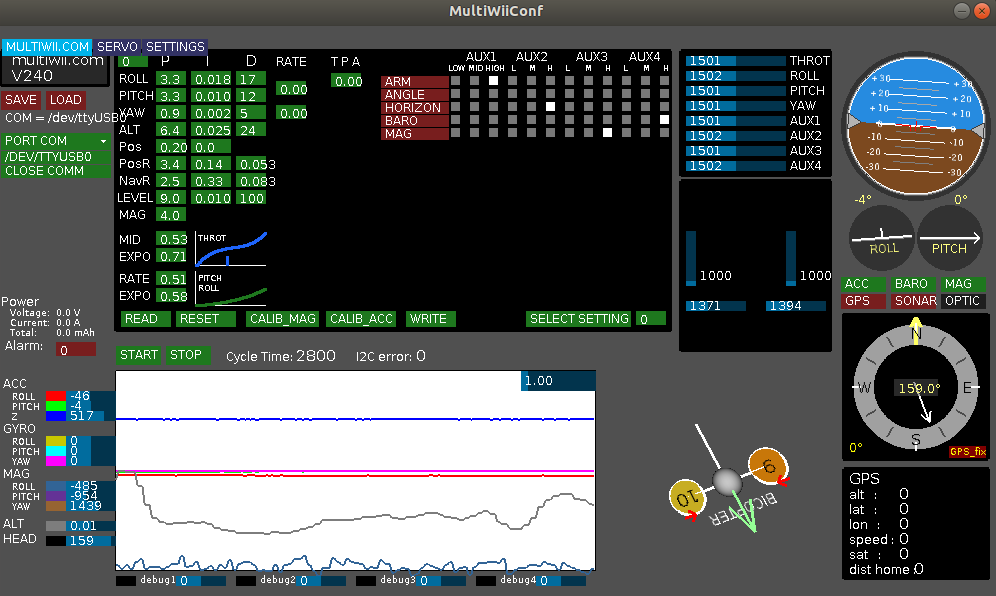 MultiWiiConf
MULTIWII.COM SERVO SETTINGS
multiwii.com
V240
SAVE LOAD
COM = /dev/ttyUSB0
PORT COM
/DEV/TTYUSB0
CLOSE COMM
0 P I D RATE T P A
ROLL 3.3 0.018 17
PITCH 3.3 0.010 12
0.00 0.00
YAW 0.9 0.002 5 0.00
ALT 6.4 0.025 24
Pos 0.20 0.0
PosR 3.4 0.14 0.053
NavR 2.5 0.33 0.083
LEVEL 9.0 0.010 100
MAG 4.0
MID 0.53
EXPO 0.71
THROT
RATE 0.51
EXPO 0.58
PITCH
ROLL
READ RESET CALIB_MAG CALIB_ACC WRITE SELECT SETTING 0
AUX1 AUX2 AUX3 AUX4
LOW MID HIGH L M H L M H L M H
ARM
ANGLE
HORIZON
BARO
MAG
1501 THROT
1502 ROLL
1501 PITCH
1501 YAW
1501 AUX1
1502 AUX2
1501 AUX3
1502 AUX4
1000 1000
1371 1394
+30 +30
+20 +20
+10 +10
0 0
-10 -10
-20 -20
-30 -30
-4° 0°
ROLL PITCH
ACC BARO MAG
GPS SONAR OPTIC
N
W 159.0° E
S
0° GPS_fix
Power
Voltage: 0.0 V
Current: 0.0 A
Total: 0.0 mAh
Alarm: 0
START STOP Cycle Time: 2800 I2C error: 0
1.00
ACC
ROLL -46
PITCH -4
Z 517
GYRO
ROLL 0
PITCH 0
YAW 0
MAG
ROLL -485
PITCH -954
YAW 1439
ALT 0.01
HEAD 159
debug1 0 debug2 0 debug3 0 debug4 0
9
10
BICOPTER
GPS
alt : 0
lat : 0
lon : 0
speed : 0
sat : 0
dist home : 0